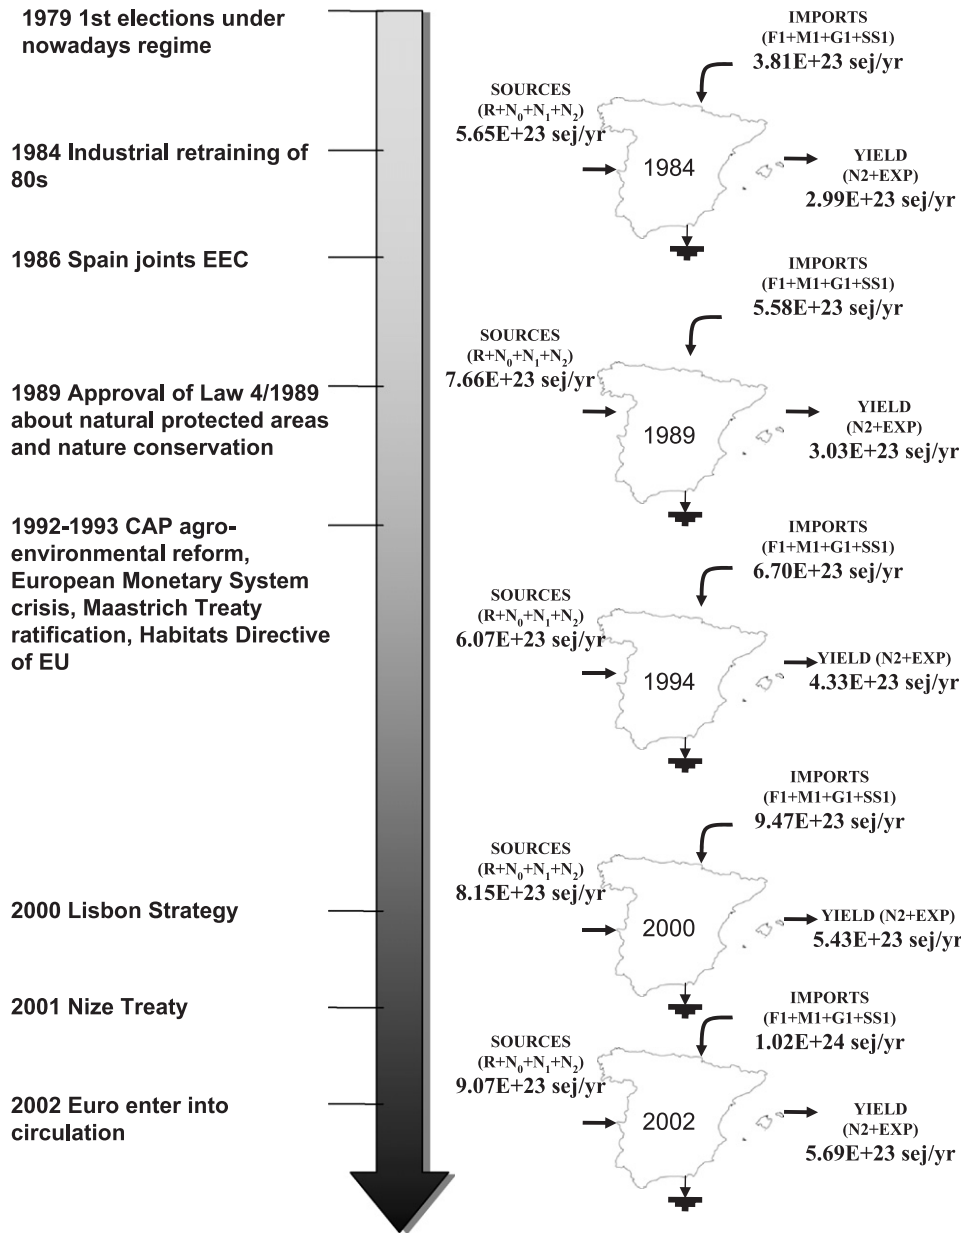 1979 1st elections under
nowadays regime
1984 Industrial retraining of
80s
1986 Spain joints EEC
1989 Approval of Law 4/1989
about natural protected areas
and nature conservation
1992-1993 CAP agro-
environmental reform,
European Monetary System
crisis, Maastrich Treaty
ratification, Habitats Directive
of EU
2000 Lisbon Strategy
2001 Nize Treaty
2002 Euro enter into
circulation
IMPORTS
(F1+M1+G1+SS1)
3.81E+23 sej/yr
SOURCES
(R+N₀+N₁+N₂)
5.65E+23 sej/yr
1984
YIELD
(N2+EXP)
2.99E+23 sej/yr
IMPORTS
(F1+M1+G1+SS1)
5.58E+23 sej/yr
SOURCES
(R+N₀+N₁+N₂)
7.66E+23 sej/yr
1989
YIELD
(N2+EXP)
3.03E+23 sej/yr
IMPORTS
(F1+M1+G1+SS1)
6.70E+23 sej/yr
SOURCES
(R+N₀+N₁+N₂)
6.07E+23 sej/yr
1994
YIELD (N2+EXP)
4.33E+23 sej/yr
IMPORTS
(F1+M1+G1+SS1)
9.47E+23 sej/yr
SOURCES
(R+N₀+N₁+N₂)
8.15E+23 sej/yr
2000
YIELD (N2+EXP)
5.43E+23 sej/yr
IMPORTS
(F1+M1+G1+SS1)
1.02E+24 sej/yr
SOURCES
(R+N₀+N₁+N₂)
9.07E+23 sej/yr
2002
YIELD
(N2+EXP)
5.69E+23 sej/yr